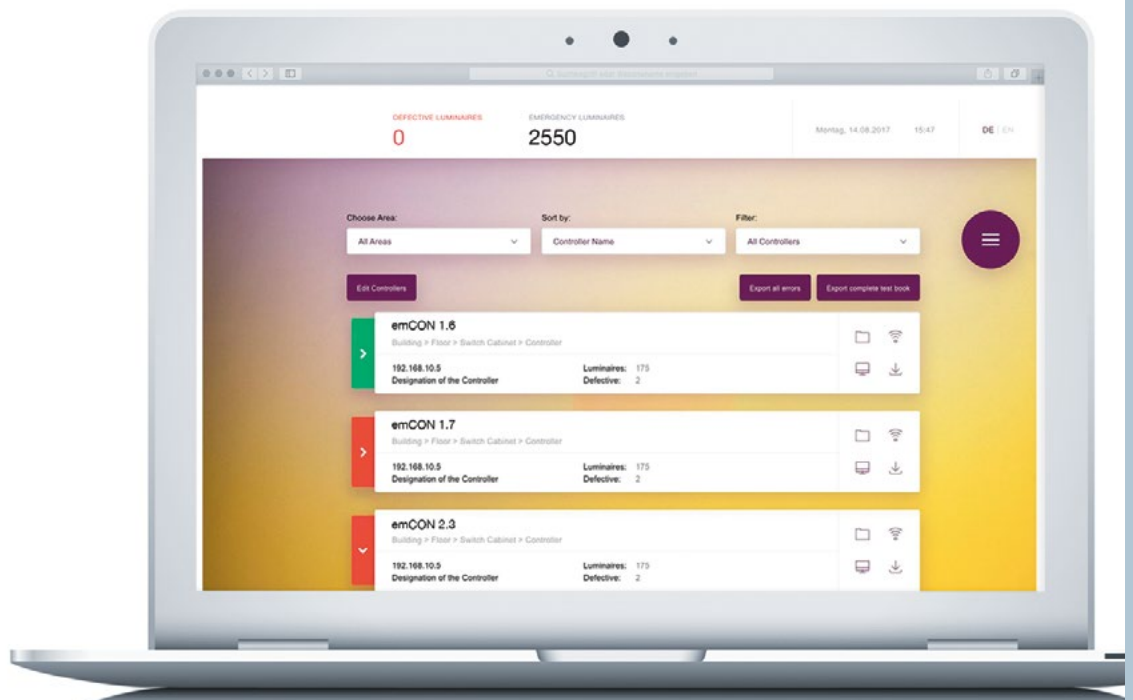 DEFECTIVE LUMINAIRES
0
EMERGENCY LUMINAIRES
2550
Montag, 14.08.2017 15:47
DE | EN
Choose Area:
All Areas
Sort by:
Controller Name
Filter:
All Controllers
Edit Controllers
Export all errors
Export complete test book
emCON 1.6
Building > Floor > Switch Cabinet > Controller
192.168.10.5
Designation of the Controller
Luminaires: 175
Defective: 2
emCON 1.7
Building > Floor > Switch Cabinet > Controller
192.168.10.5
Designation of the Controller
Luminaires: 175
Defective: 2
emCON 2.3
Building > Floor > Switch Cabinet > Controller
192.168.10.5
Designation of the Controller
Luminaires: 175
Defective: 2